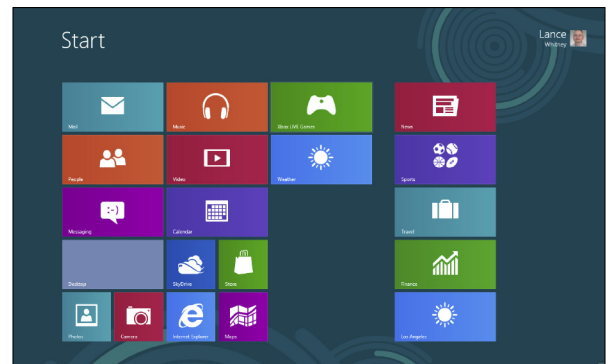 Start
Lance
Whitney
Mail
Music
Xbox LIVE Games
News
People
Video
Weather
Sports
Messaging
Calendar
Travel
Desktop
SkyDrive
Store
Finance
Photos
Camera
Internet Explorer
Maps
Los Angeles